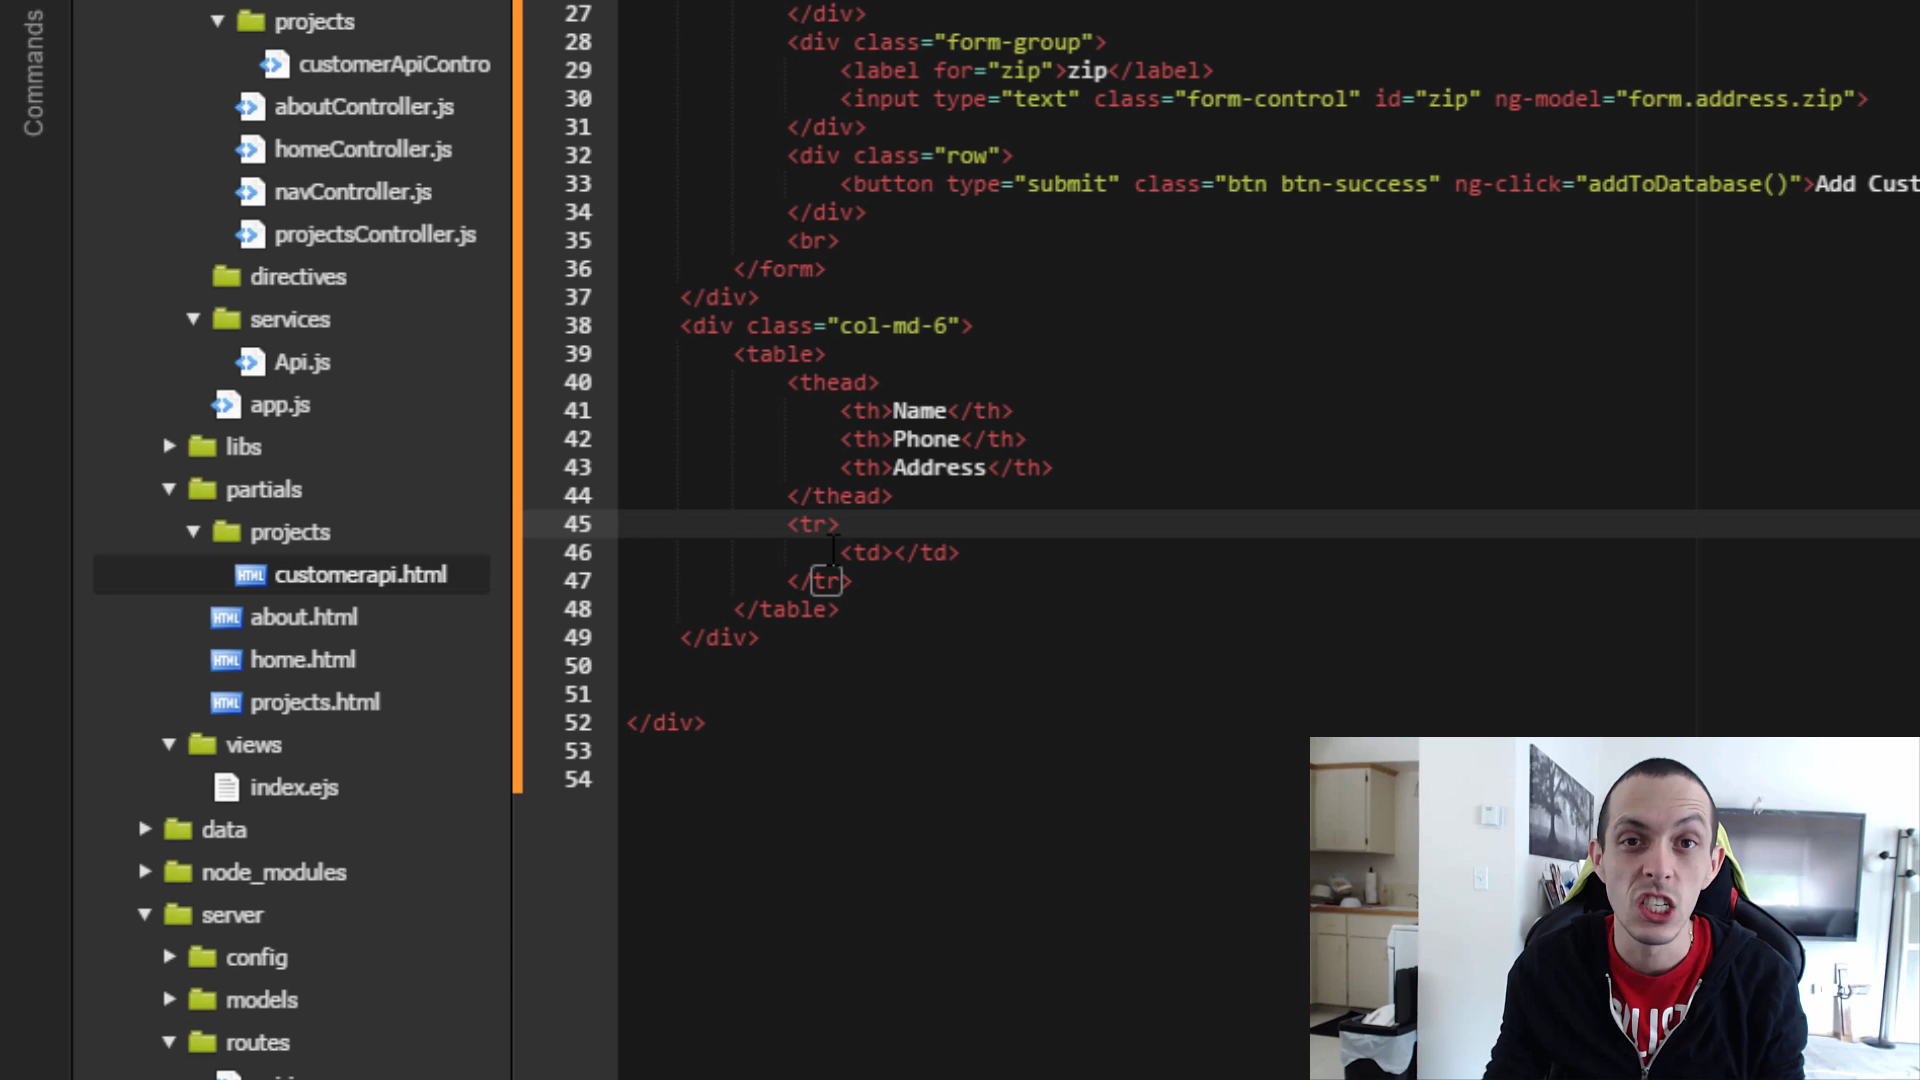 Commands
projects
customerApiContro
aboutController.js
homeController.js
navController.js
projectsController.js
directives
services
Api.js
app.js
libs
partials
projects
HTML customerapi.html
HTML about.html
HTML home.html
HTML projects.html
views
index.ejs
data
node_modules
server
config
models
routes
27 </div>
28 <div class="form-group">
29 <label for="zip">zip</label>
30 <input type="text" class="form-control" id="zip" ng-model="form.address.zip">
31 </div>
32 <div class="row">
33 <button type="submit" class="btn btn-success" ng-click="addToDatabase()">Add Cust
34 </div>
35 <br>
36 </form>
37 </div>
38 <div class="col-md-6">
39 <table>
40 <thead>
41 <th>Name</th>
42 <th>Phone</th>
43 <th>Address</th>
44 </thead>
45 <tr>
46 <td></td>
47 </tr>
48 </table>
49 </div>
50
51
52 </div>
53
54